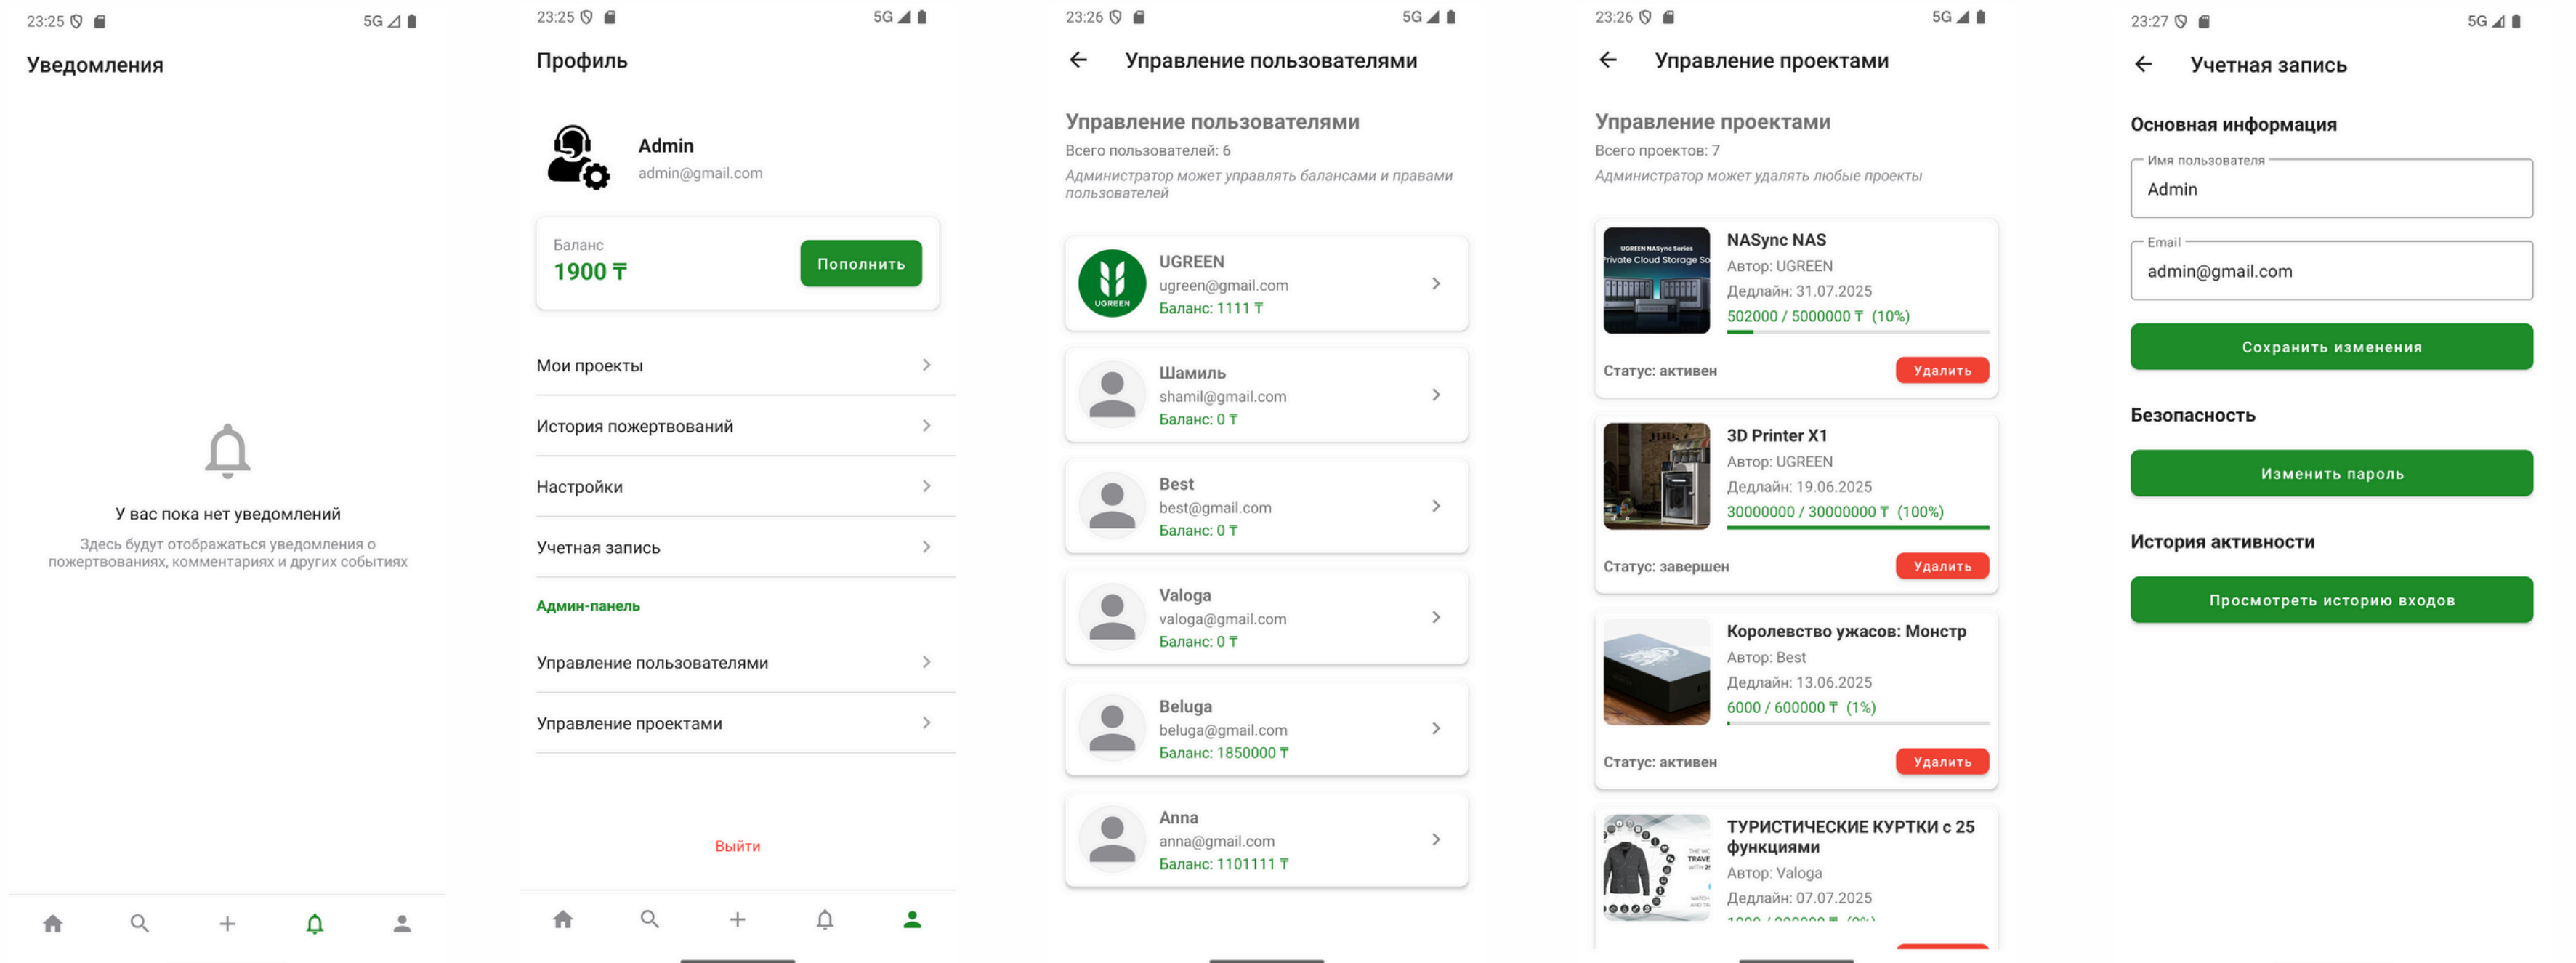 23:25
5G
Уведомления
У вас пока нет уведомлений
Здесь будут отображаться уведомления о
пожертвованиях, комментариях и других событиях
23:25
5G
Профиль
Admin
admin@gmail.com
Баланс
1900 ₸
Пополнить
Мои проекты
История пожертвований
Настройки
Учетная запись
Админ-панель
Управление пользователями
Управление проектами
Выйти
23:26
5G
Управление пользователями
Управление пользователями
Всего пользователей: 6
Администратор может управлять балансами и правами
пользователей
UGREEN
UGREEN
ugreen@gmail.com
Баланс: 1111 ₸
Шамиль
shamil@gmail.com
Баланс: 0 ₸
Best
best@gmail.com
Баланс: 0 ₸
Valoga
valoga@gmail.com
Баланс: 0 ₸
Beluga
beluga@gmail.com
Баланс: 1850000 ₸
Anna
anna@gmail.com
Баланс: 1101111 ₸
23:26
5G
Управление проектами
Управление проектами
Всего проектов: 7
Администратор может удалять любые проекты
UGREEN NASync Series
Private Cloud Storage So
NASync NAS
Автор: UGREEN
Дедлайн: 31.07.2025
502000 / 5000000 ₸ (10%)
Статус: активен
Удалить
3D Printer X1
Автор: UGREEN
Дедлайн: 19.06.2025
30000000 / 30000000 ₸ (100%)
Статус: завершен
Удалить
Королевство ужасов: Монстр
Автор: Best
Дедлайн: 13.06.2025
6000 / 600000 ₸ (1%)
Статус: активен
Удалить
ТУРИСТИЧЕСКИЕ КУРТКИ с 25
функциями
Автор: Valoga
Дедлайн: 07.07.2025
23:27
5G
Учетная запись
Основная информация
Имя пользователя
Admin
Email
admin@gmail.com
Сохранить изменения
Безопасность
Изменить пароль
История активности
Просмотреть историю входов